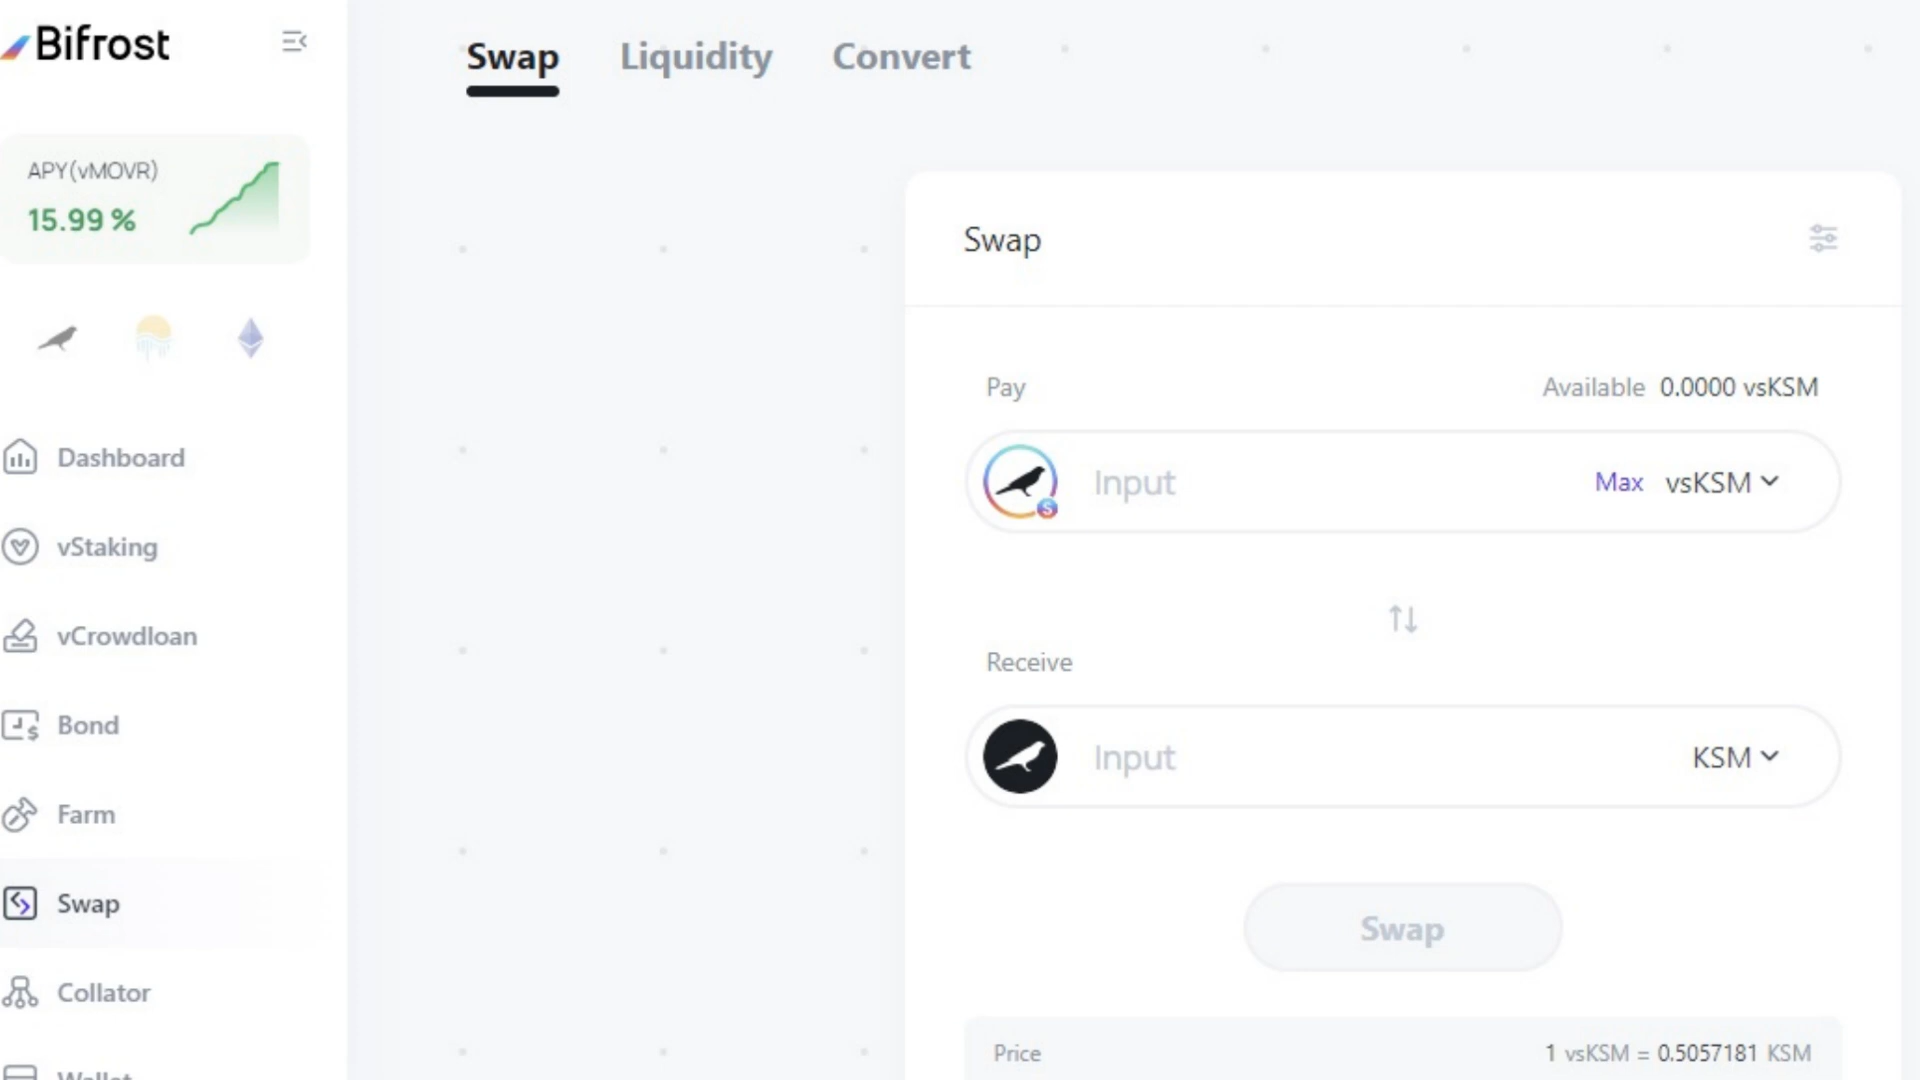 Bifrost
APY(vMOVR)
15.99 %
Dashboard
vStaking
vCrowdloan
Bond
Farm
Swap
Collator
Wallet
Swap Liquidity Convert
Swap
Pay
Available 0.0000 vsKSM
Input
Max vsKSM
Receive
Input
KSM
Swap
Price
1 vsKSM = 0.5057181 KSM